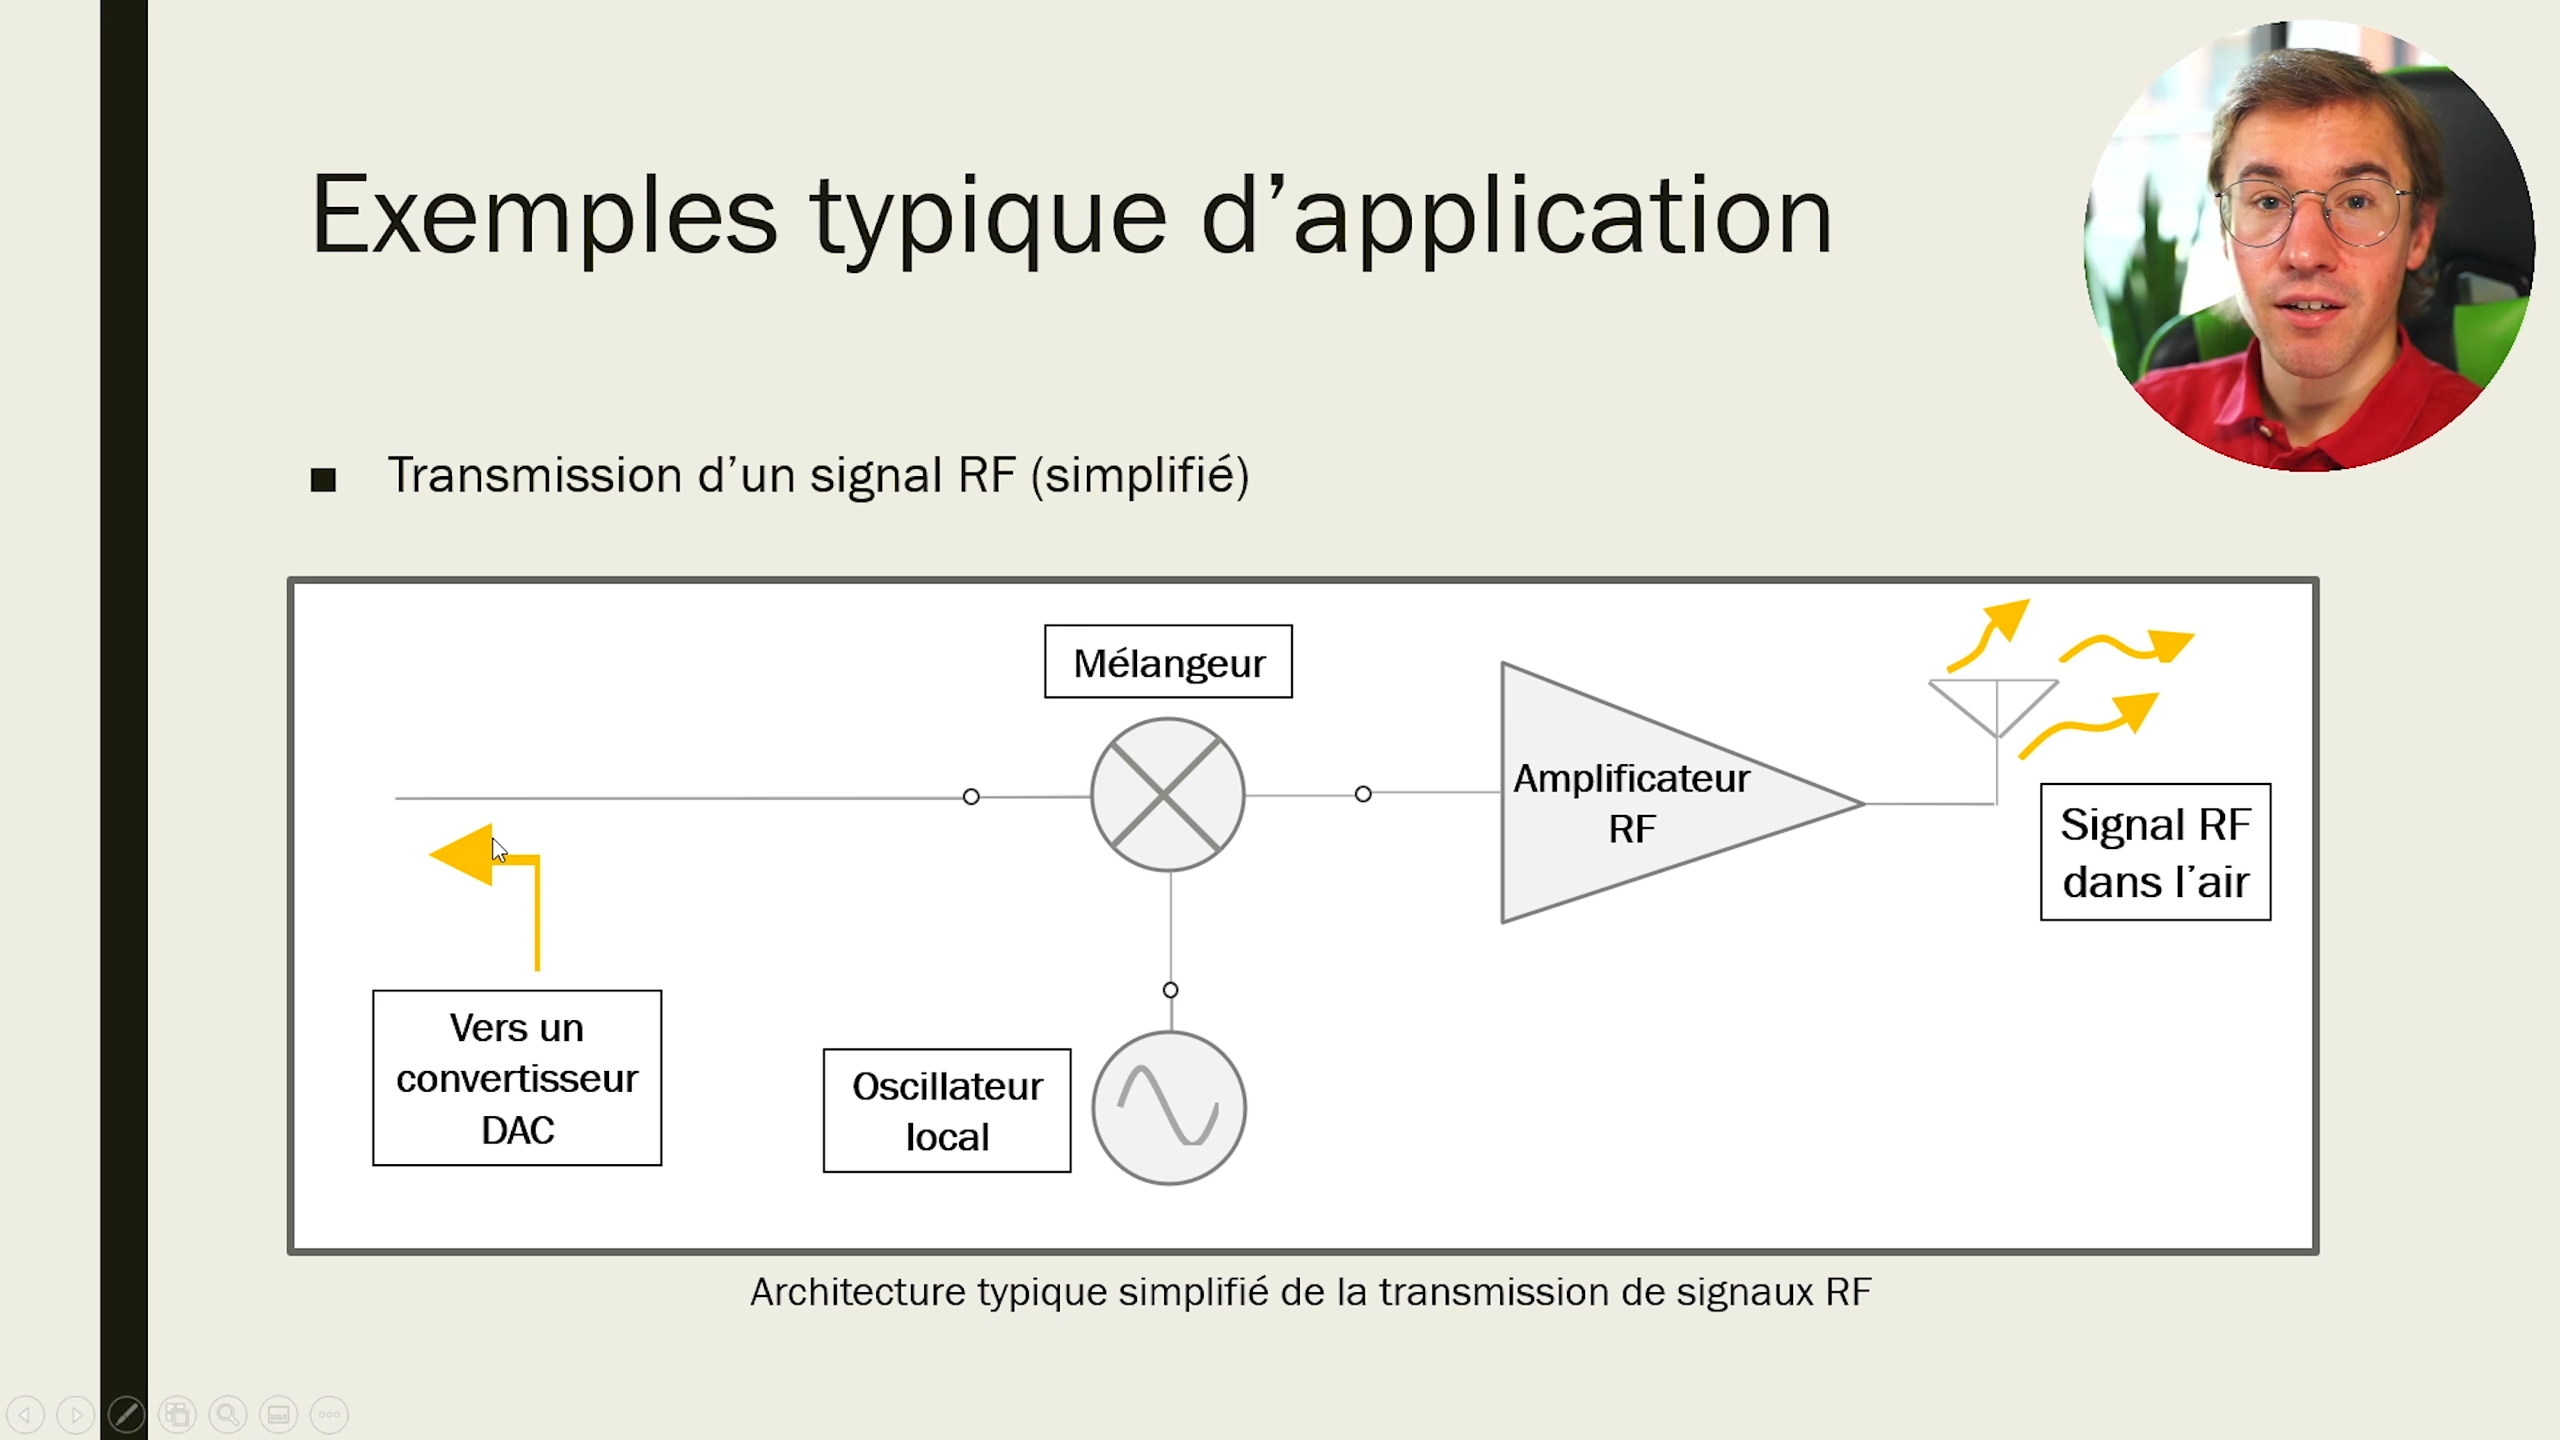 Exemples typique d’application
Transmission d’un signal RF (simplifié)
Mélangeur
Amplificateur
RF
Signal RF
dans l’air
Vers un
convertisseur
DAC
Oscillateur
local
Architecture typique simplifié de la transmission de signaux RF